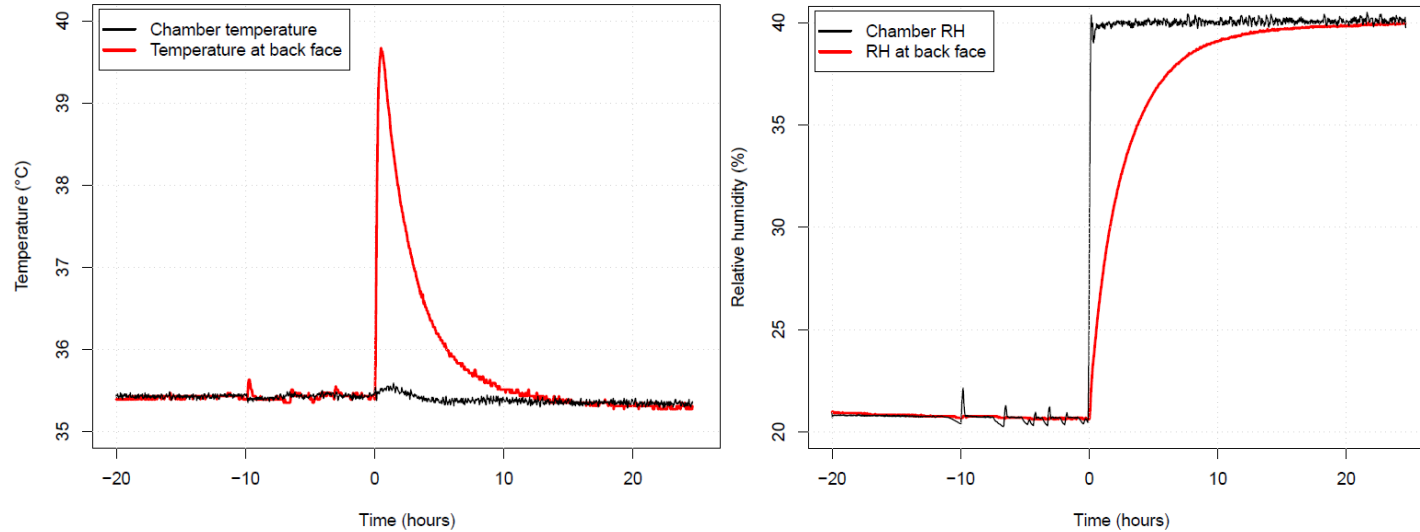 Chamber temperature
Temperature at back face
40
39
38
37
36
35
Temperature (°C)
−20
−10
0
10
20
Time (hours)
Chamber RH
RH at back face
40
35
30
25
20
Relative humidity (%)
−20
−10
0
10
20
Time (hours)